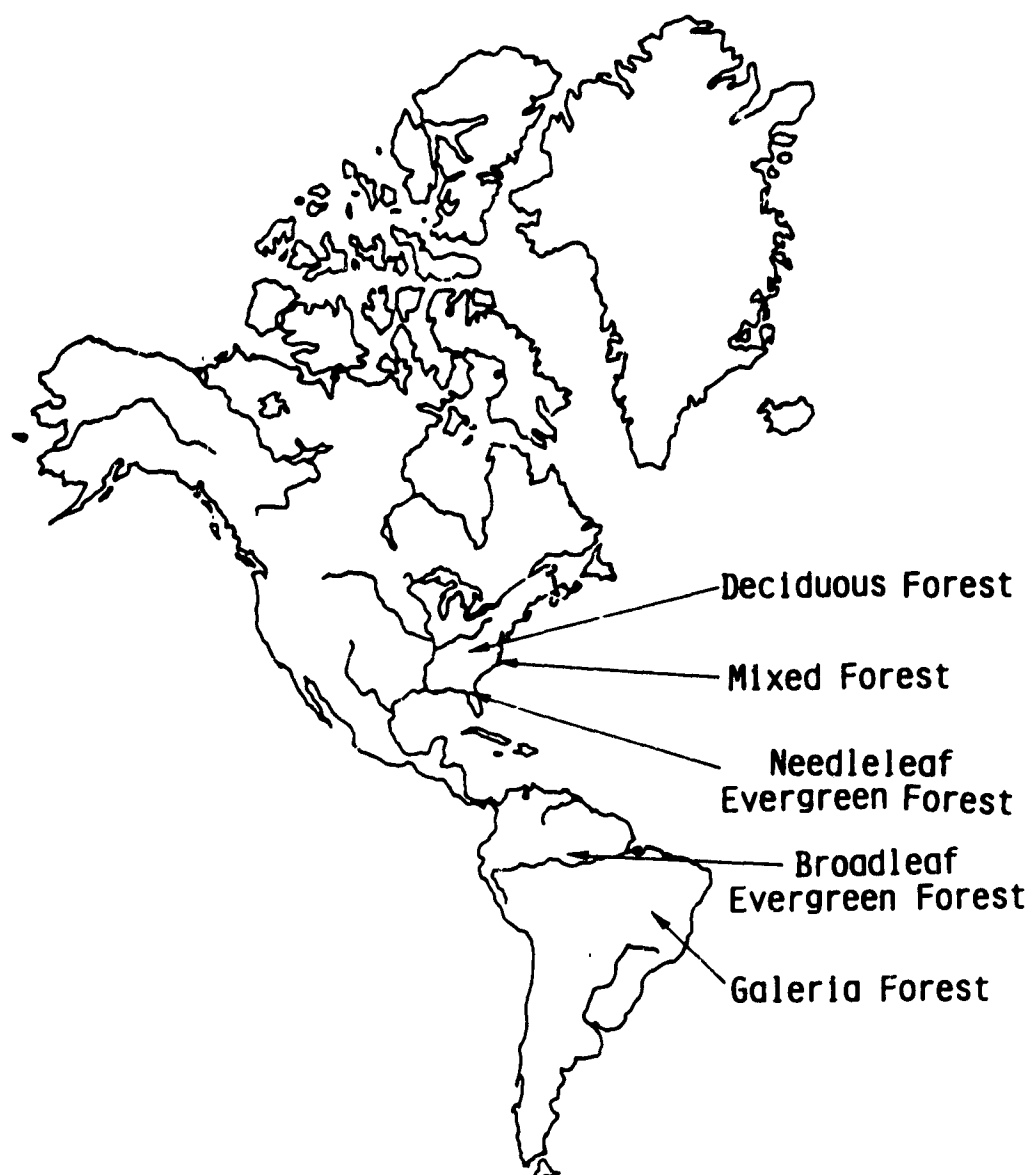 Deciduous Forest
Mixed Forest
Needleleaf
Evergreen Forest
Broadleaf
Evergreen Forest
Galeria Forest